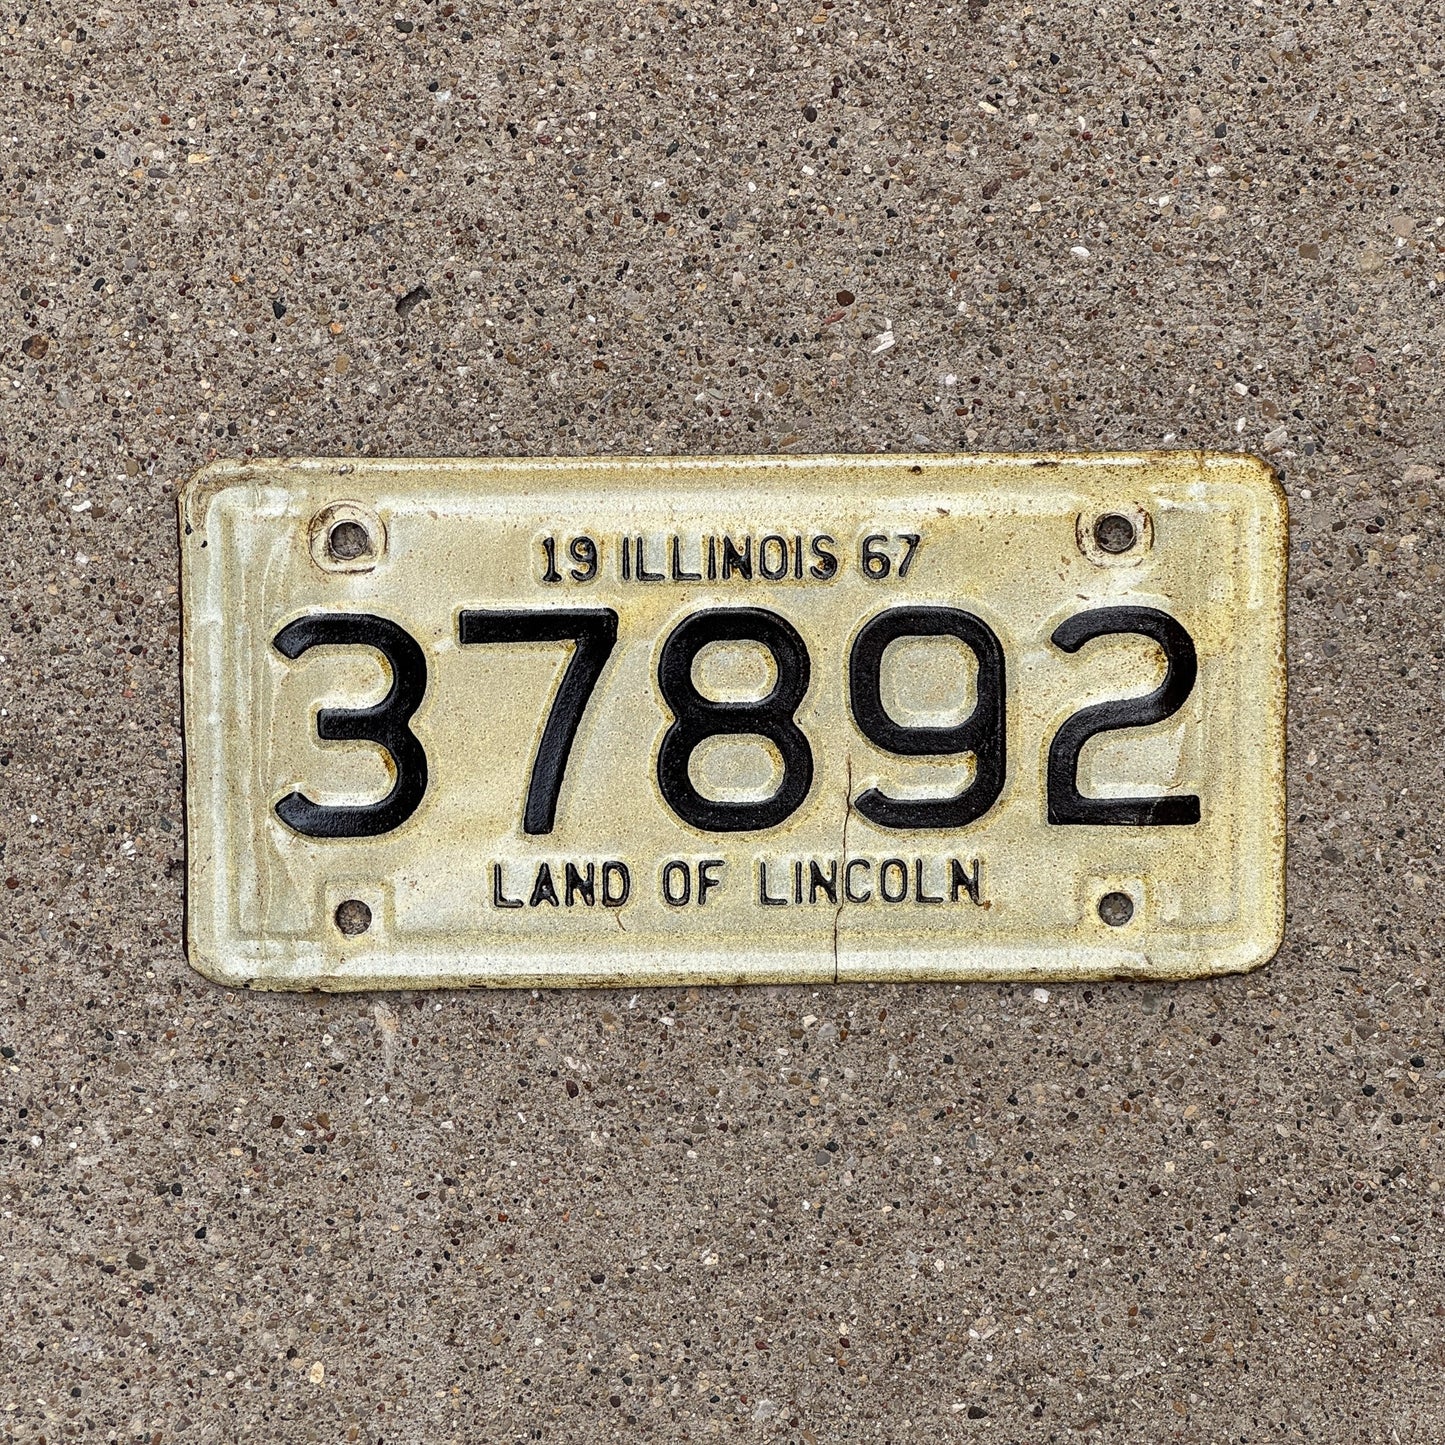 19 ILLINOIS 67
37892
LAND OF LINCOLN